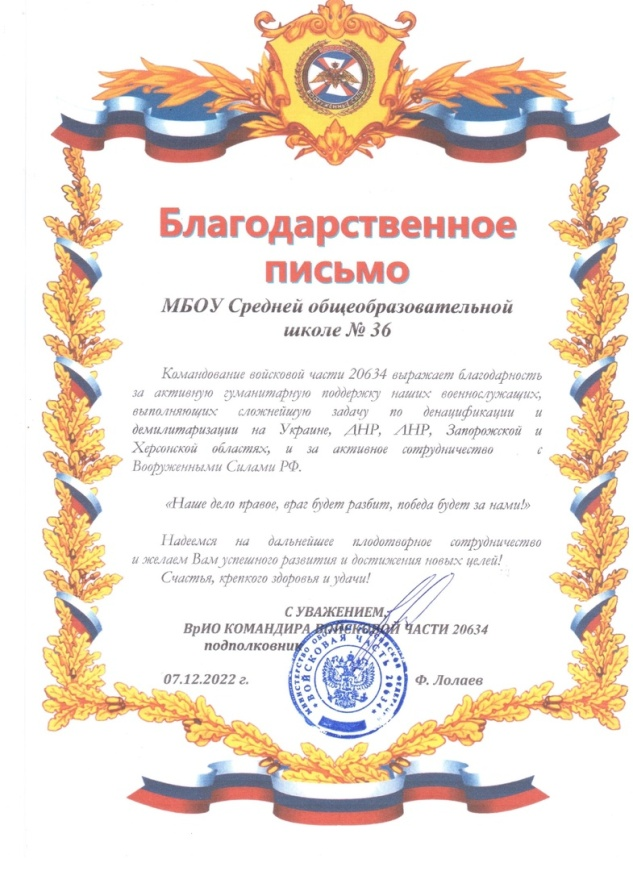 Благодарственное
письмо
МБОУ Средней общеобразовательной
школе № 36
Командование войсковой части 20634 выражает благодарность
за активную гуманитарную поддержку наших военнослужащих,
выполняющих сложнейшую задачу по денацификации и
демилитаризации на Украине, ДНР, ЛНР, Запорожской и
Херсонской областях, и за активное сотрудничество с
Вооруженными Силами РФ.
«Наше дело правое, враг будет разбит, победа будет за нами!»
Надеемся на дальнейшее плодотворное сотрудничество
и желаем Вам успешного развития и достижения новых целей!
Счастья, крепкого здоровья и удачи!
С УВАЖЕНИЕМ,
ВрИО КОМАНДИРА ВОЙСКОВОЙ ЧАСТИ 20634
подполковник
ВОЙСКОВАЯ ЧАСТЬ 20634
07.12.2022 г. Ф. Лолаев